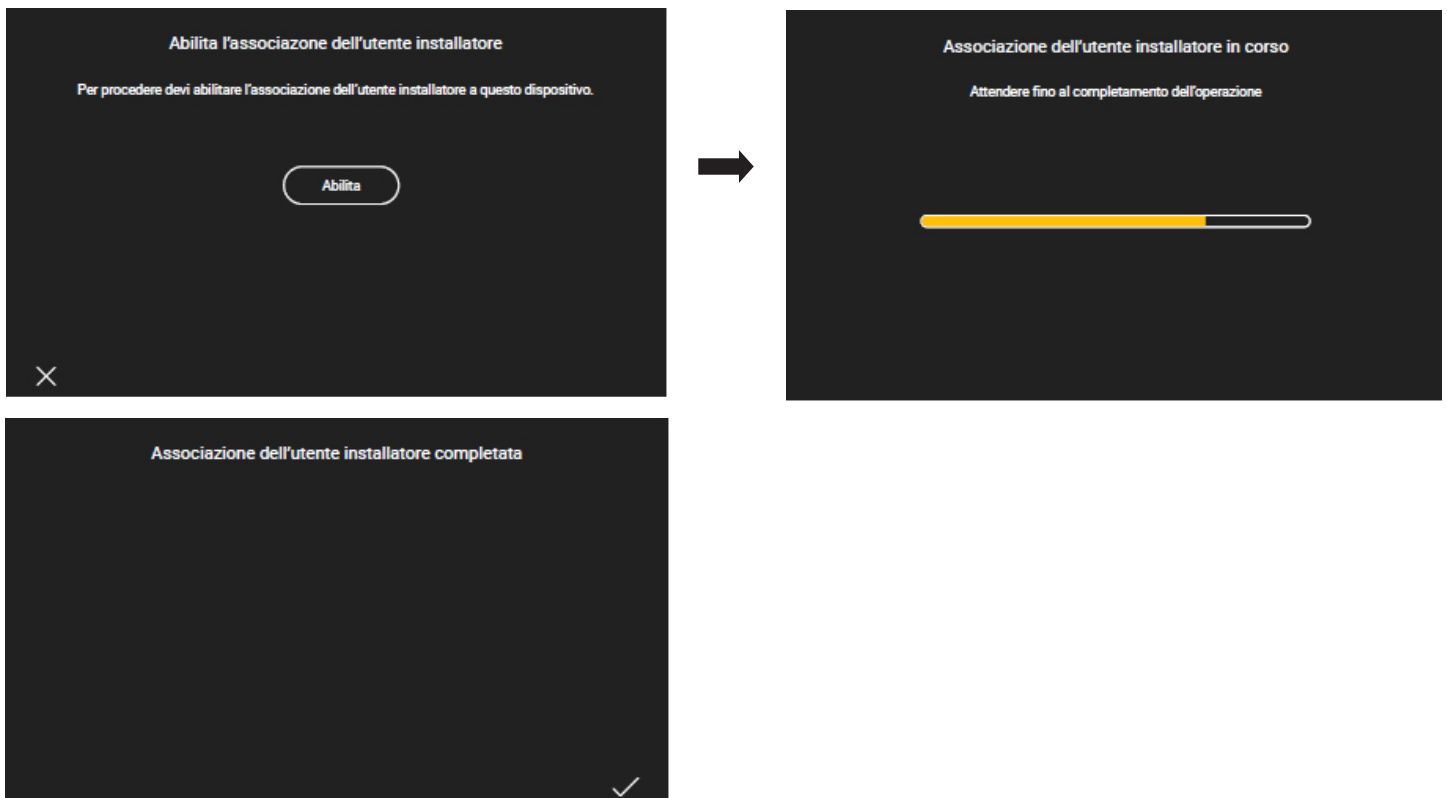 Abilita l'associazone dell'utente installatore
Per procedere devi abilitare l'associazione dell'utente installatore a questo dispositivo.
Abilita
Associazione dell'utente installatore in corso
Attendere fino al completamento dell'operazione
Associazione dell'utente installatore completata